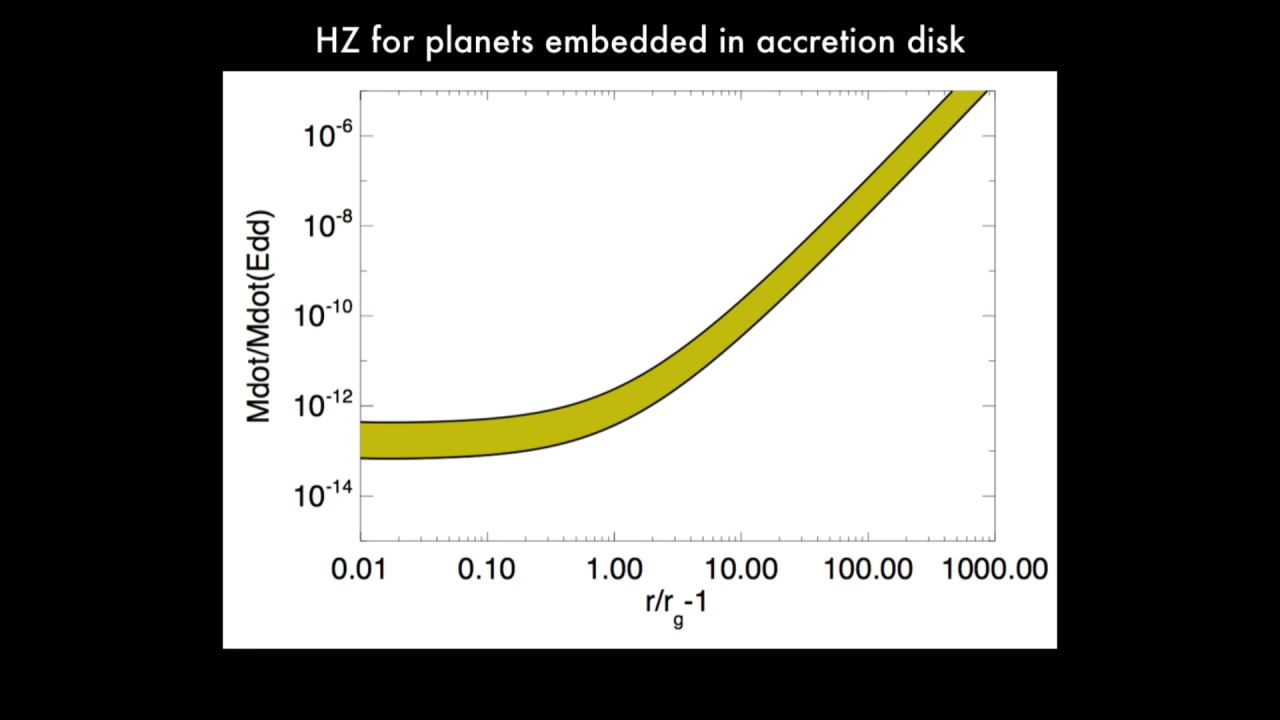 HZ for planets embedded in accretion disk
Mdot/Mdot(Edd)
10⁻⁶
10⁻⁸
10⁻¹⁰
10⁻¹²
10⁻¹⁴
0.01 0.10 1.00 10.00 100.00 1000.00
r/r_g-1